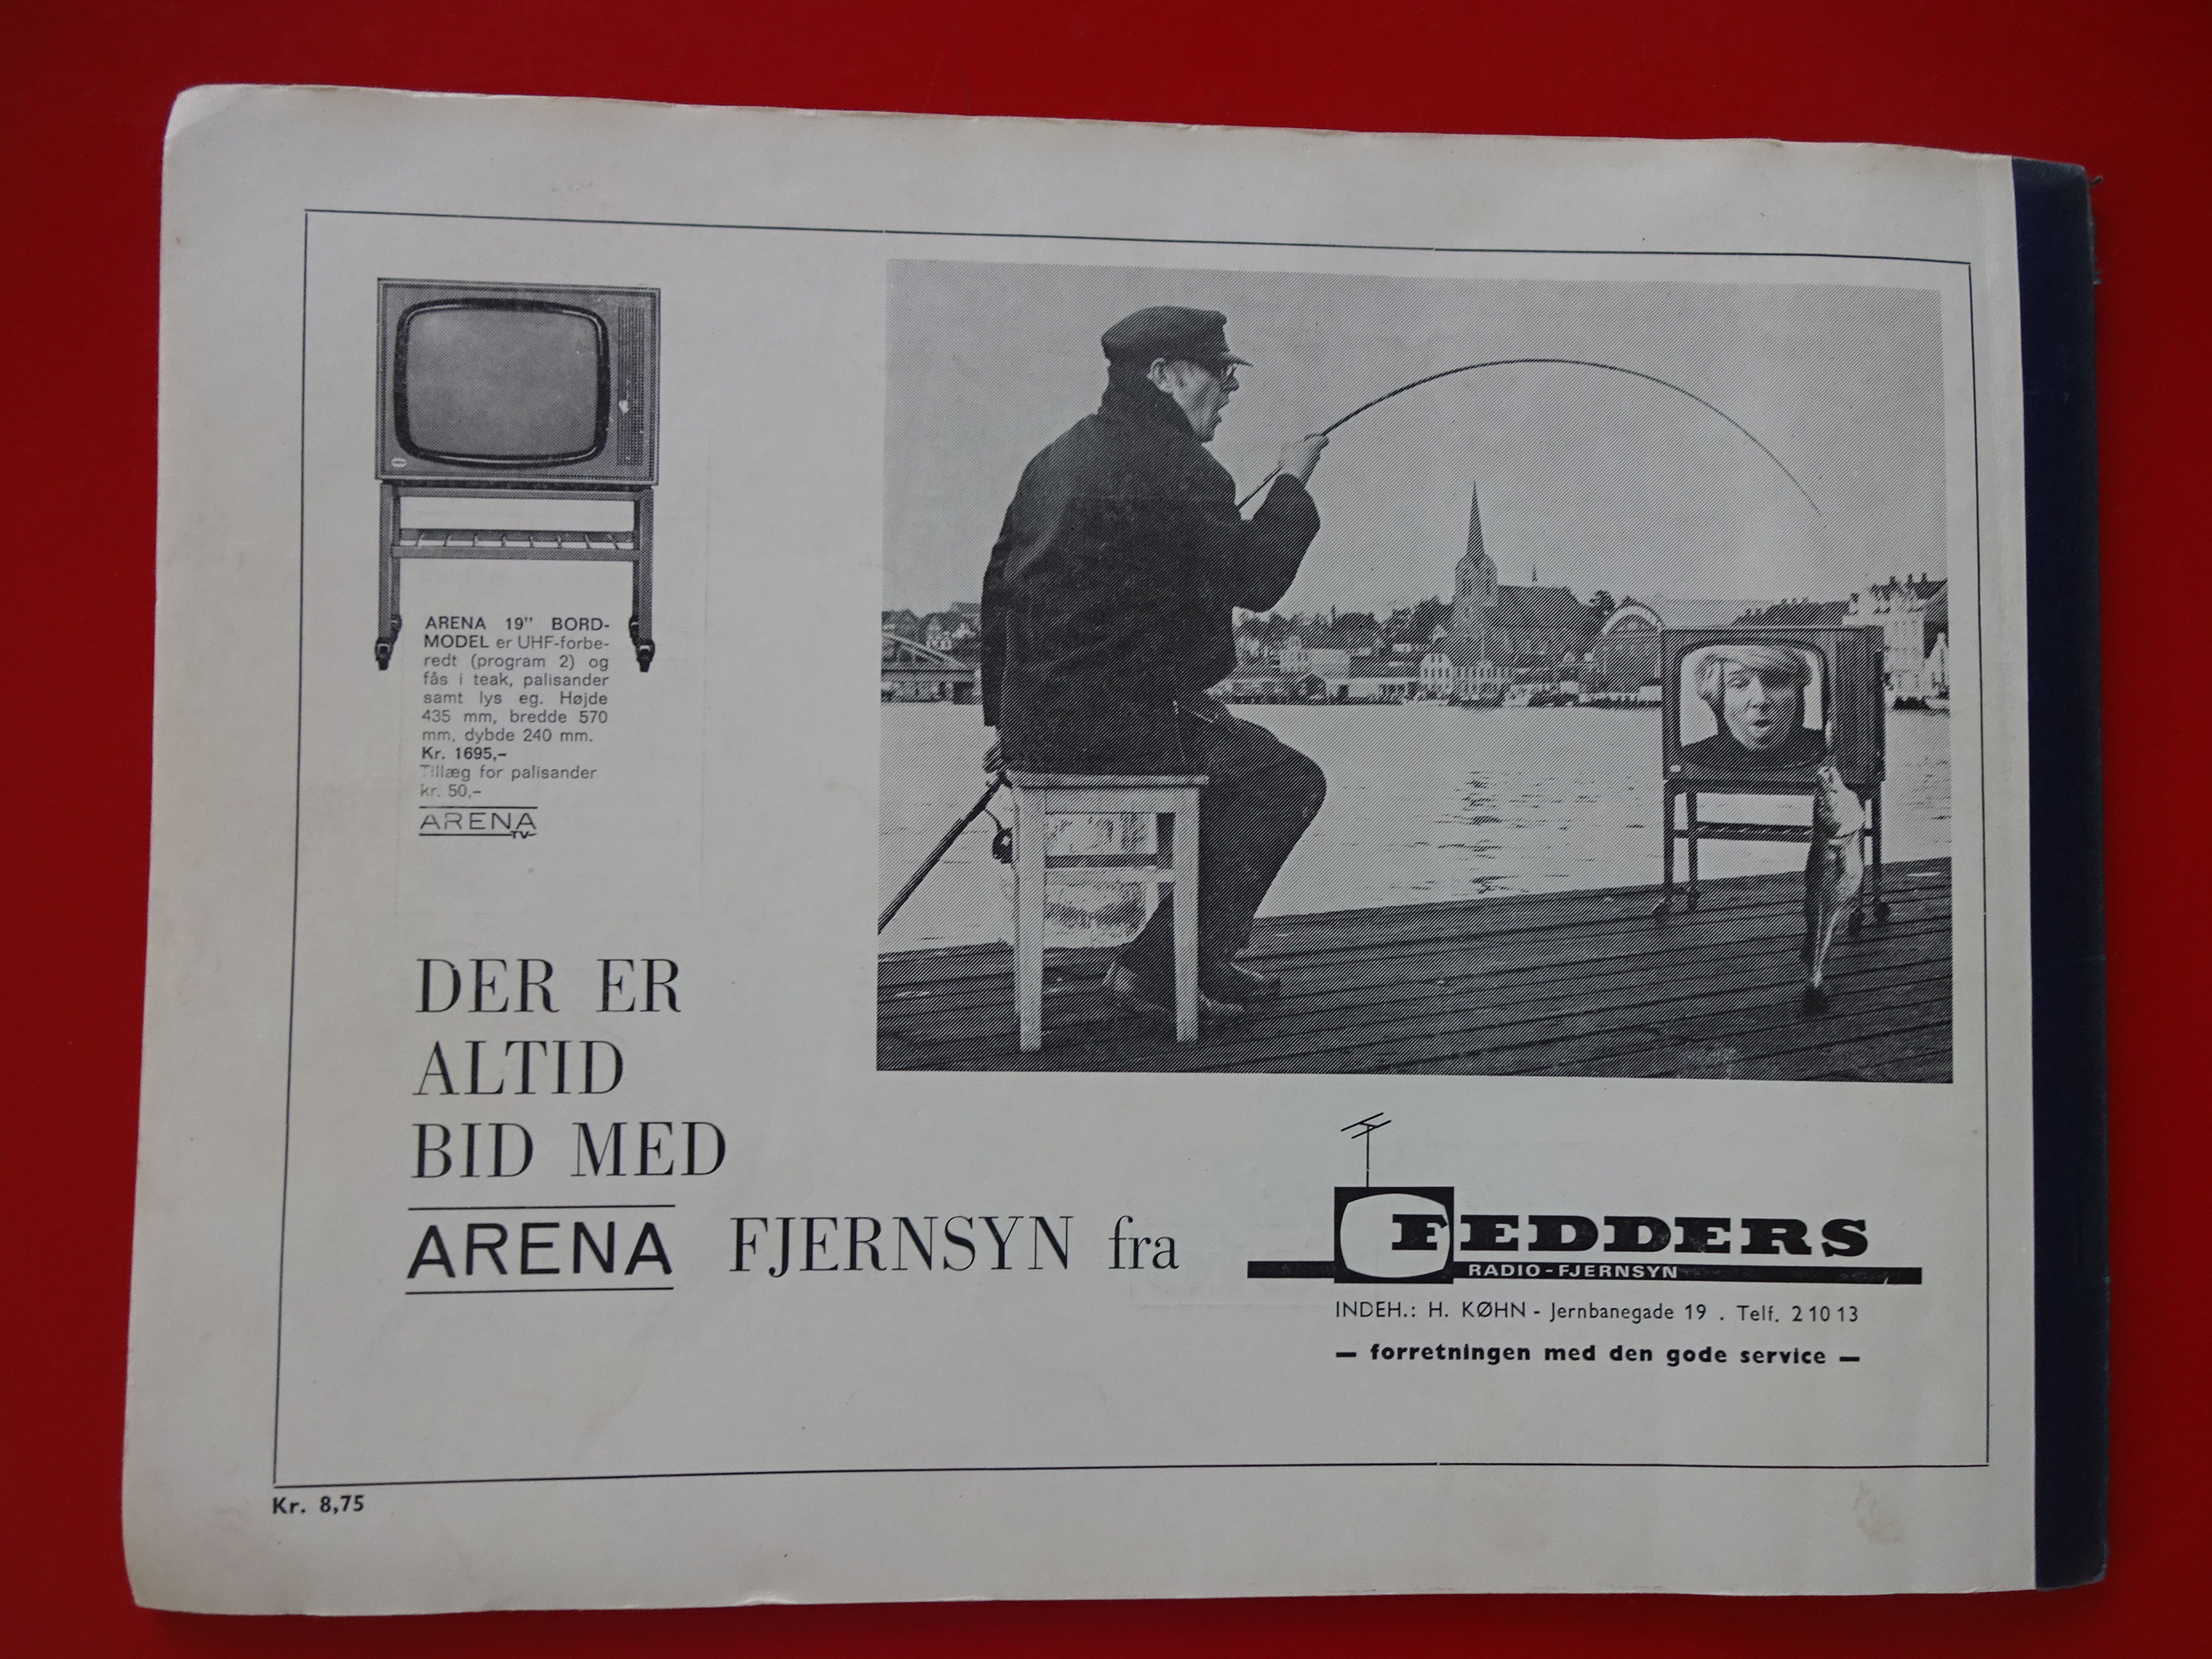 ARENA 19" BORD-
MODEL er UHF-forbe-
redt (program 2) og
fås i teak, palisander
samt lys eg. Højde
435 mm, bredde 570
mm, dybde 240 mm.
Kr. 1695,-
Tillæg for palisander
kr. 50,-
ARENA
TV
DER ER
ALTID
BID MED
ARENA FJERNSYN fra
FEDDERS
RADIO-FJERNSYN
INDEH.: H. KØHN - Jernbanegade 19 . Telf. 2 10 13
— forretningen med den gode service —
Kr. 8,75